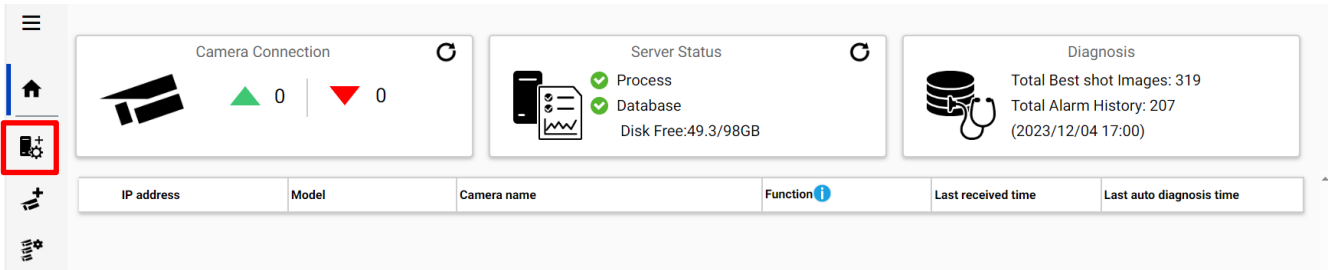 Camera Connection
0
0
Server Status
Process
Database
Disk Free:49.3/98GB
Diagnosis
Total Best shot Images: 319
Total Alarm History: 207
(2023/12/04 17:00)
IP address Model Camera name Function Last received time Last auto diagnosis time